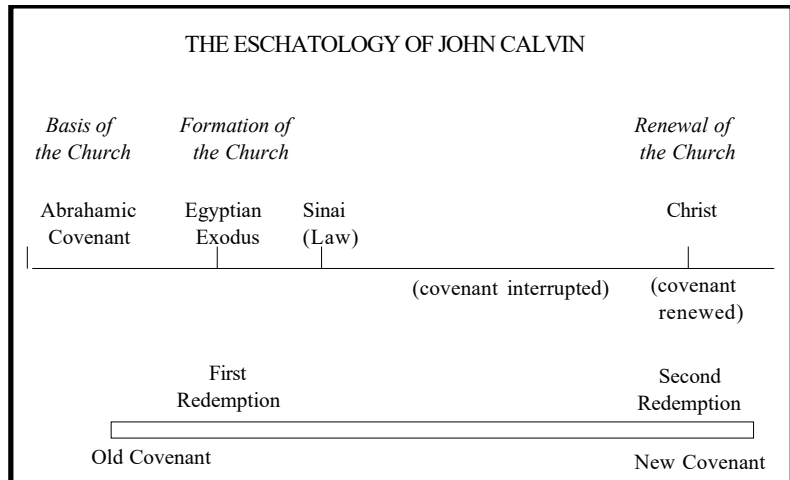 THE ESCHATOLOGY OF JOHN CALVIN
Basis of
the Church
Formation of
the Church
Renewal of
the Church
Abrahamic
Covenant
Egyptian
Exodus
Sinai
(Law)
Christ
(covenant interrupted)
(covenant
renewed)
First
Redemption
Second
Redemption
Old Covenant
New Covenant